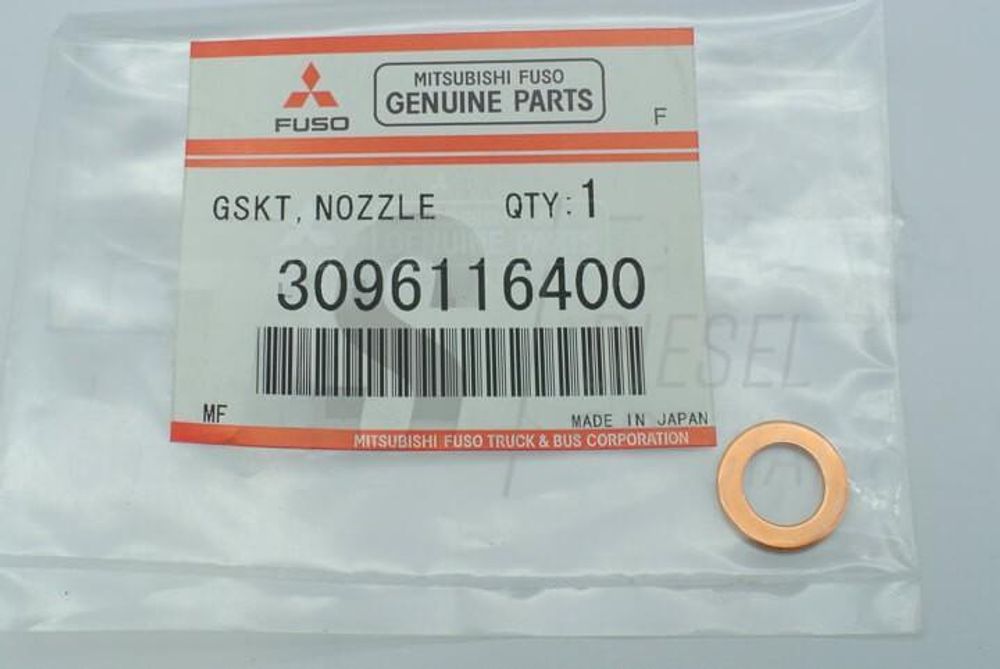 MITSUBISHI FUSO
GENUINE PARTS
FUSO
F
GSKT, NOZZLE QTY: 1
3096116400
MF
MADE IN JAPAN
MITSUBISHI FUSO TRUCK & BUS CORPORATION
DIESEL